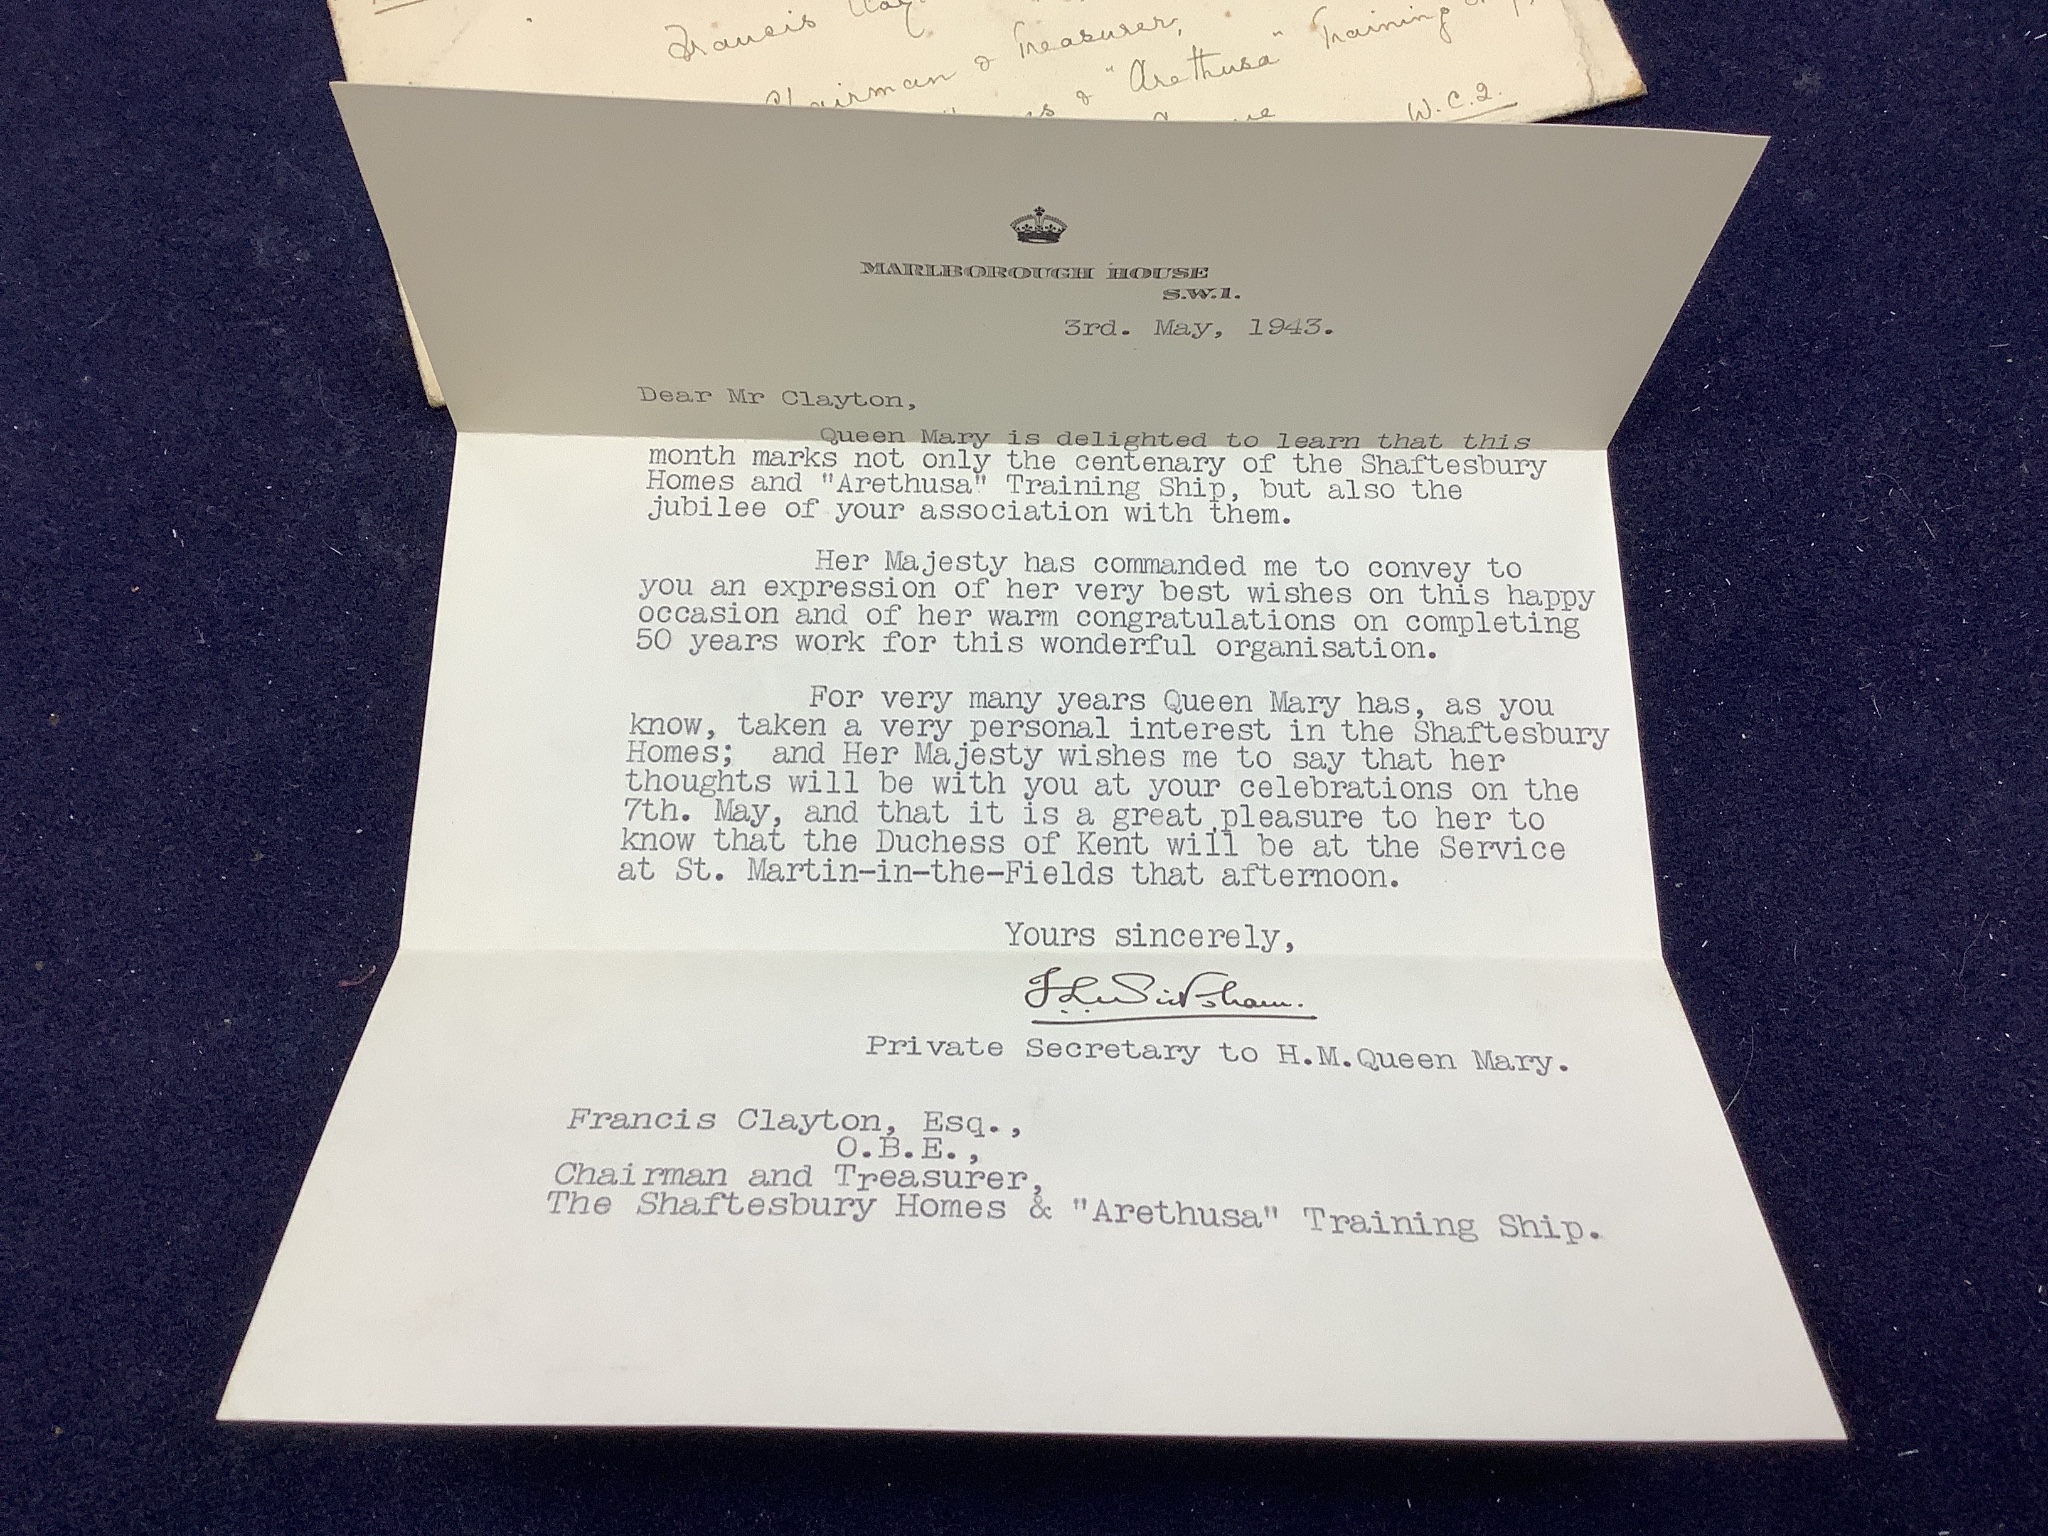 Francis
Chairman & Treasurer,
& "Arethusa" Training
W.C.2.
MARLBOROUGH HOUSE
S.W.1.
3rd. May, 1943.
Dear Mr Clayton,
Queen Mary is delighted to learn that this
month marks not only the centenary of the Shaftesbury
Homes and "Arethusa" Training Ship, but also the
jubilee of your association with them.
Her Majesty has commanded me to convey to
you an expression of her very best wishes on this happy
occasion and of her warm congratulations on completing
50 years work for this wonderful organisation.
For very many years Queen Mary has, as you
know, taken a very personal interest in the Shaftesbury
Homes;  and Her Majesty wishes me to say that her
thoughts will be with you at your celebrations on the
7th. May, and that it is a great pleasure to her to
know that the Duchess of Kent will be at the Service
at St. Martin-in-the-Fields that afternoon.
Yours sincerely,
Private Secretary to H.M.Queen Mary.
Francis Clayton, Esq.,
O.B.E.,
Chairman and Treasurer,
The Shaftesbury Homes & "Arethusa" Training Ship.